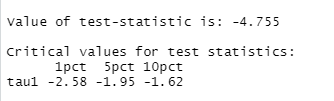 Value of test-statistic is: -4.755
Critical values for test statistics:
1pct 5pct 10pct
tau1 -2.58 -1.95 -1.62